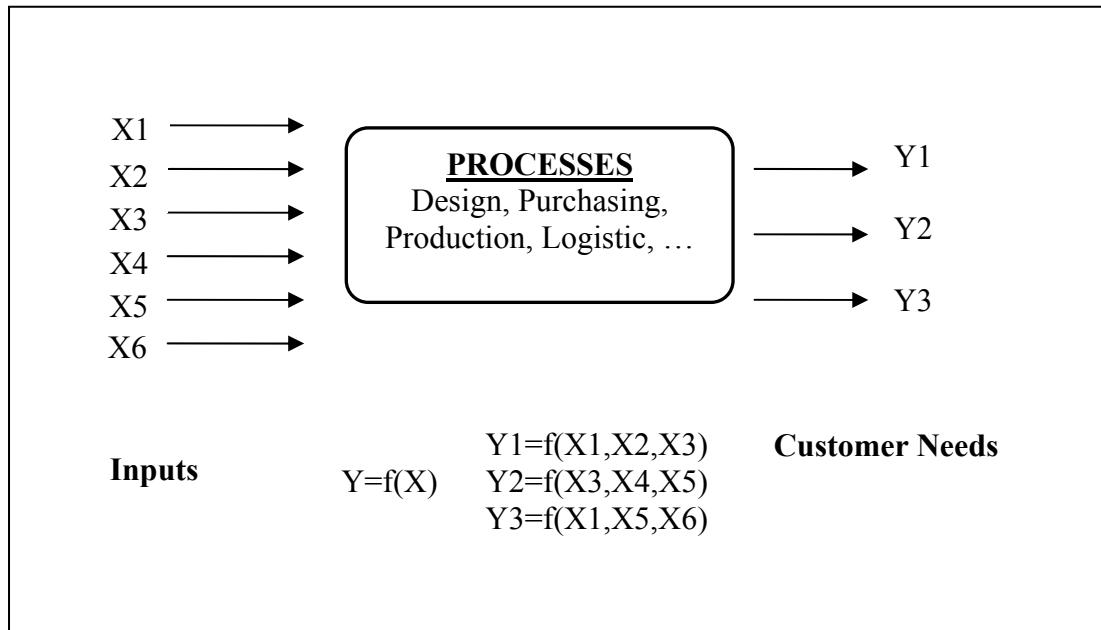 X1
X2
X3
X4
X5
X6
PROCESSES
Design, Purchasing,
Production, Logistic, …
Y1
Y2
Y3
Inputs
Y=f(X)
Y1=f(X1,X2,X3)
Y2=f(X3,X4,X5)
Y3=f(X1,X5,X6)
Customer Needs